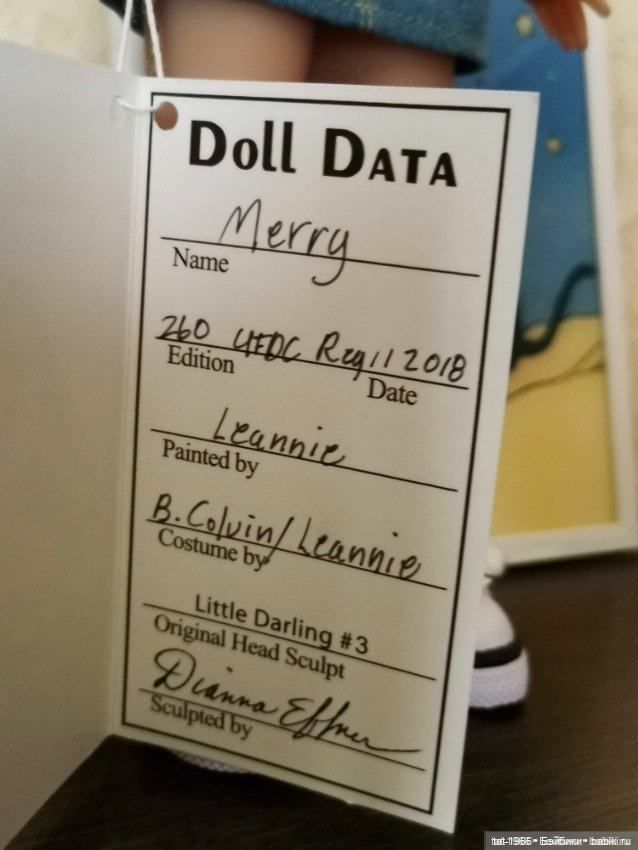 Doll Data
Merry
Name
260 UFDC Reg 11 2018
Edition Date
Leannie
Painted by
B. Colvin/Leannie
Costume by
Little Darling #3
Original Head Sculpt
Dianna Effner
Sculpted by
tat-1966 • Бэйбики • babiki.ru